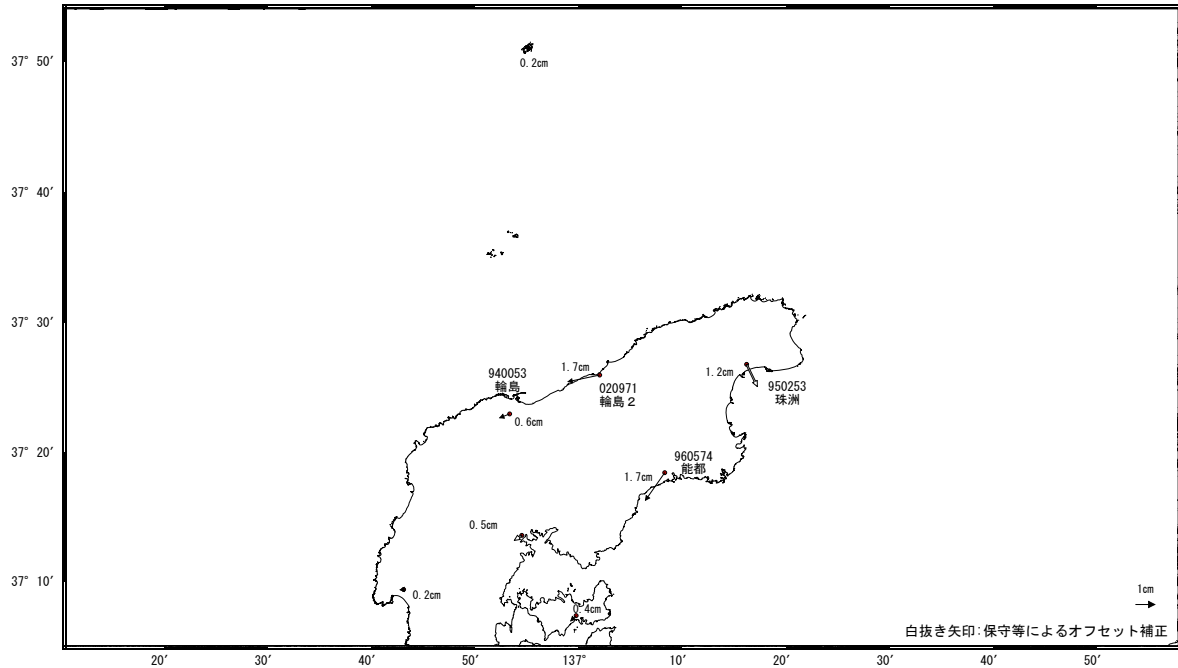 37° 50′
0.2cm
37° 40′
37° 30′
1.7cm
940053
輪島
020971
輪島２
1.2cm
950253
珠洲
0.6cm
37° 20′
960574
能都
1.7cm
0.5cm
37° 10′
0.2cm
0.4cm
1cm
白抜き矢印：保守等によるオフセット補正
20′ 30′ 40′ 50′ 137° 10′ 20′ 30′ 40′ 50′